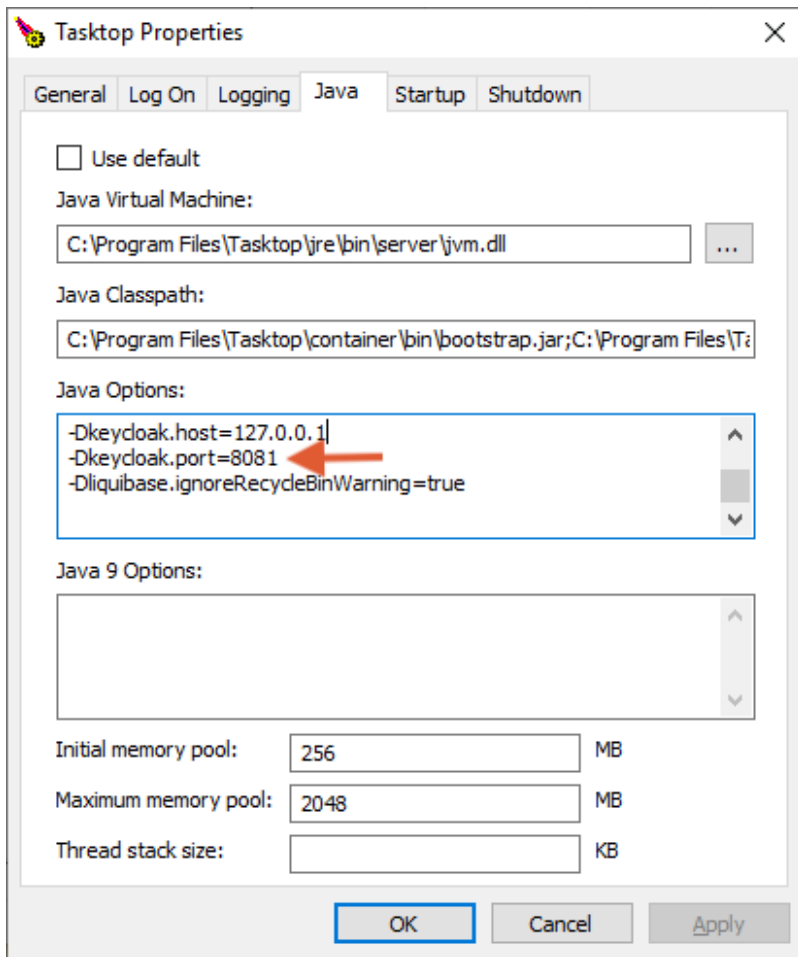 Tasktop Properties
General Log On Logging Java Startup Shutdown
Use default
Java Virtual Machine:
C:\Program Files\Tasktop\jre\bin\server\jvm.dll ...
Java Classpath:
C:\Program Files\Tasktop\container\bin\bootstrap.jar;C:\Program Files\Ta
Java Options:
-Dkeycloak.host=127.0.0.1
-Dkeycloak.port=8081
-Dliquibase.ignoreRecycleBinWarning=true
Java 9 Options:
Initial memory pool: 256 MB
Maximum memory pool: 2048 MB
Thread stack size: KB
OK Cancel Apply